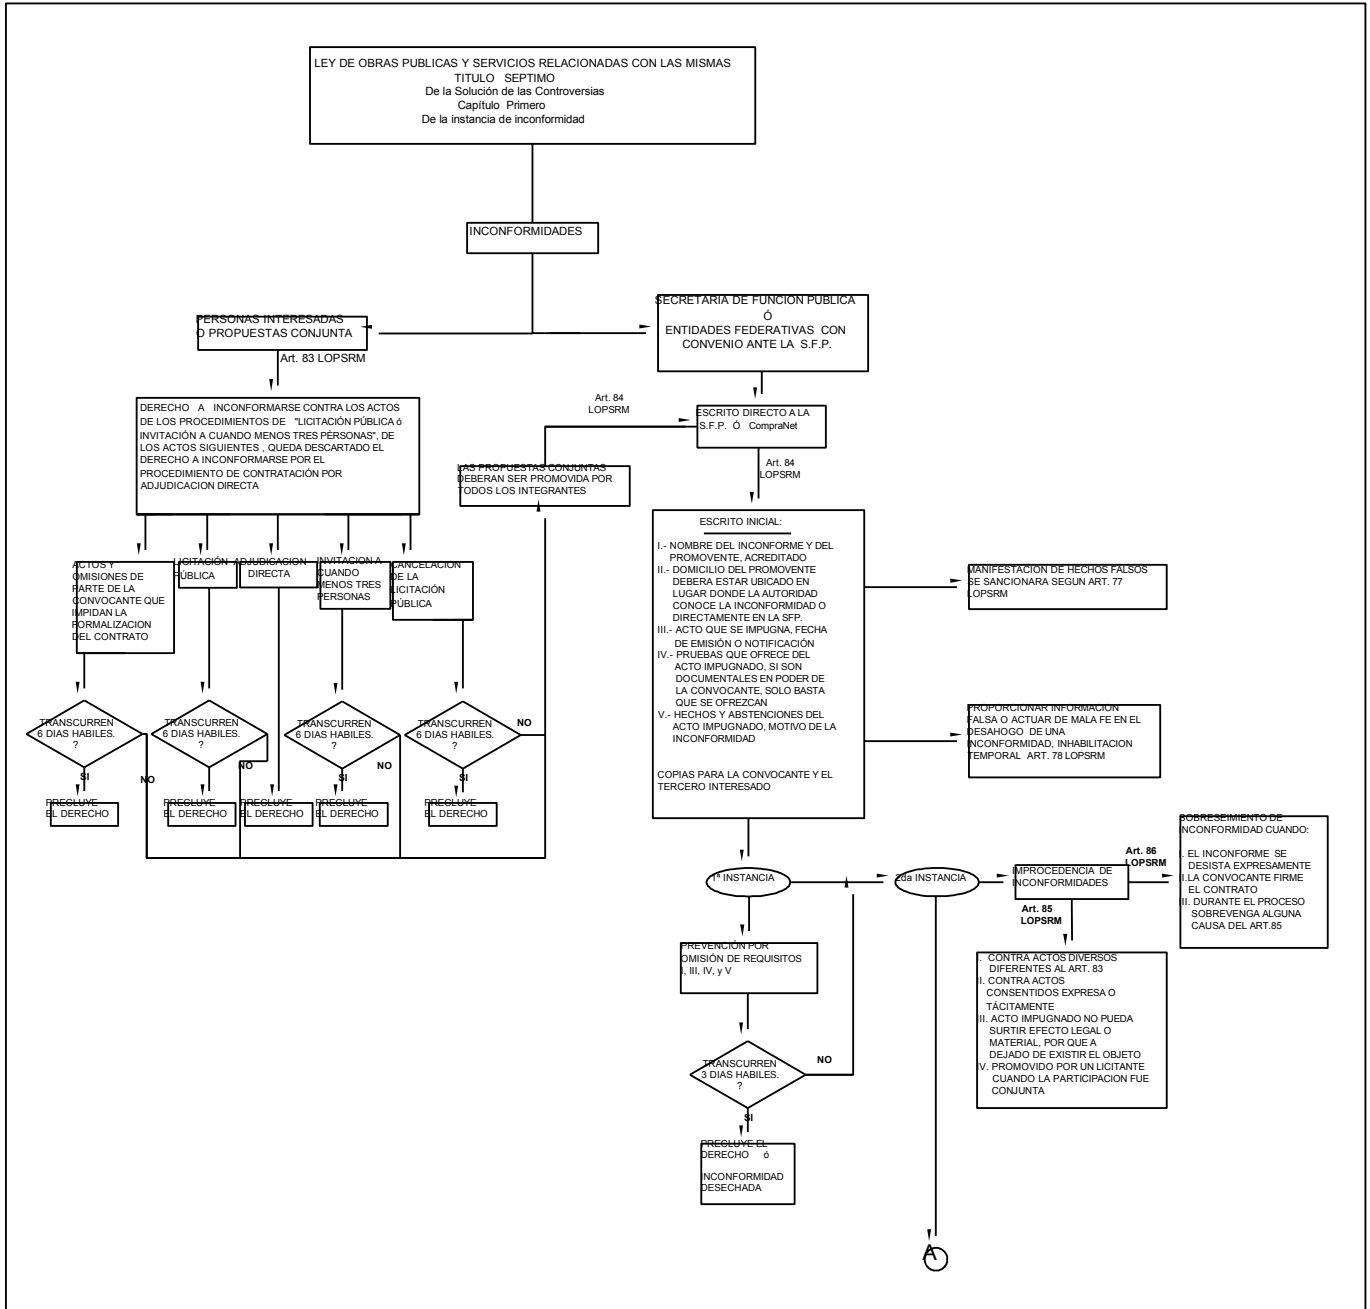 LEY DE OBRAS PUBLICAS Y SERVICIOS RELACIONADAS CON LAS MISMAS
TITULO SEPTIMO
De la Solución de las Controversias
Capítulo Primero
De la instancia de inconformidad
INCONFORMIDADES
PERSONAS INTERESADAS
O PROPUESTAS CONJUNTA
Art. 83 LOPSRM
SECRETARIA DE FUNCION PUBLICA
Ó
ENTIDADES FEDERATIVAS CON
CONVENIO ANTE LA S.F.P.
DERECHO A INCONFORMARSE CONTRA LOS ACTOS
DE LOS PROCEDIMIENTOS DE "LICITACIÓN PÚBLICA ó
INVITACIÓN A CUANDO MENOS TRES PÈRSONAS", DE
LOS ACTOS SIGUIENTES , QUEDA DESCARTADO EL
DERECHO A INCONFORMARSE POR EL
PROCEDIMIENTO DE CONTRATACIÓN POR
ADJUDICACION DIRECTA
Art. 84
LOPSRM
ESCRITO DIRECTO A LA
S.F.P. Ó CompraNet
Art. 84
LOPSRM
LAS PROPUESTAS CONJUNTAS
DEBERAN SER PROMOVIDA POR
TODOS LOS INTEGRANTES
ACTOS Y
OMISIONES DE
PARTE DE LA
CONVOCANTE QUE
IMPIDAN LA
FORMALIZACION
DEL CONTRATO
LICITACIÓN
PÚBLICA
ADJUDICACION
DIRECTA
INVITACION A
CUANDO
MENOS TRES
PERSONAS
CANCELACION
DE LA
LICITACIÓN
PÚBLICA
TRANSCURREN
6 DIAS HABILES.
?
SI
NO
PRECLUYE
EL DERECHO
TRANSCURREN
6 DIAS HABILES.
?
NO
PRECLUYE
EL DERECHO
PRECLUYE
EL DERECHO
TRANSCURREN
6 DIAS HABILES.
?
SI
NO
PRECLUYE
EL DERECHO
TRANSCURREN
6 DIAS HABILES.
?
NO
SI
PRECLUYE
EL DERECHO
ESCRITO INICIAL:
I.- NOMBRE DEL INCONFORME Y DEL
PROMOVENTE, ACREDITADO
II.- DOMICILIO DEL PROMOVENTE
DEBERA ESTAR UBICADO EN
LUGAR DONDE LA AUTORIDAD
CONOCE LA INCONFORMIDAD O
DIRECTAMENTE EN LA SFP.
III.- ACTO QUE SE IMPUGNA, FECHA
DE EMISIÓN O NOTIFICACIÓN
IV.- PRUEBAS QUE OFRECE DEL
ACTO IMPUGNADO, SI SON
DOCUMENTALES EN PODER DE
LA CONVOCANTE, SOLO BASTA
QUE SE OFREZCAN
V.- HECHOS Y ABSTENCIONES DEL
ACTO IMPUGNADO, MOTIVO DE LA
INCONFORMIDAD
COPIAS PARA LA CONVOCANTE Y EL
TERCERO INTERESADO
MANIFESTACION DE HECHOS FALSOS
SE SANCIONARA SEGUN ART. 77
LOPSRM
PROPORCIONAR INFORMACION
FALSA O ACTUAR DE MALA FE EN EL
DESAHOGO DE UNA
INCONFORMIDAD, INHABILITACION
TEMPORAL ART. 78 LOPSRM
1ª INSTANCIA
2da INSTANCIA
IMPROCEDENCIA DE
INCONFORMIDADES
Art. 86
LOPSRM
SOBRESEIMIENTO DE
INCONFORMIDAD CUANDO:
I. EL INCONFORME SE
DESISTA EXPRESAMENTE
II.LA CONVOCANTE FIRME
EL CONTRATO
III. DURANTE EL PROCESO
SOBREVENGA ALGUNA
CAUSA DEL ART.85
Art. 85
LOPSRM
I. CONTRA ACTOS DIVERSOS
DIFERENTES AL ART. 83
II. CONTRA ACTOS
CONSENTIDOS EXPRESA O
TÁCITAMENTE
III. ACTO IMPUGNADO NO PUEDA
SURTIR EFECTO LEGAL O
MATERIAL, POR QUE A
DEJADO DE EXISTIR EL OBJETO
IV. PROMOVIDO POR UN LICITANTE
CUANDO LA PARTICIPACION FUE
CONJUNTA
PREVENCIÓN POR
OMISIÓN DE REQUISITOS
I, III, IV, y V
TRANSCURREN
3 DIAS HABILES.
?
NO
SI
PRECLUYE EL
DERECHO ó
INCONFORMIDAD
DESECHADA
A